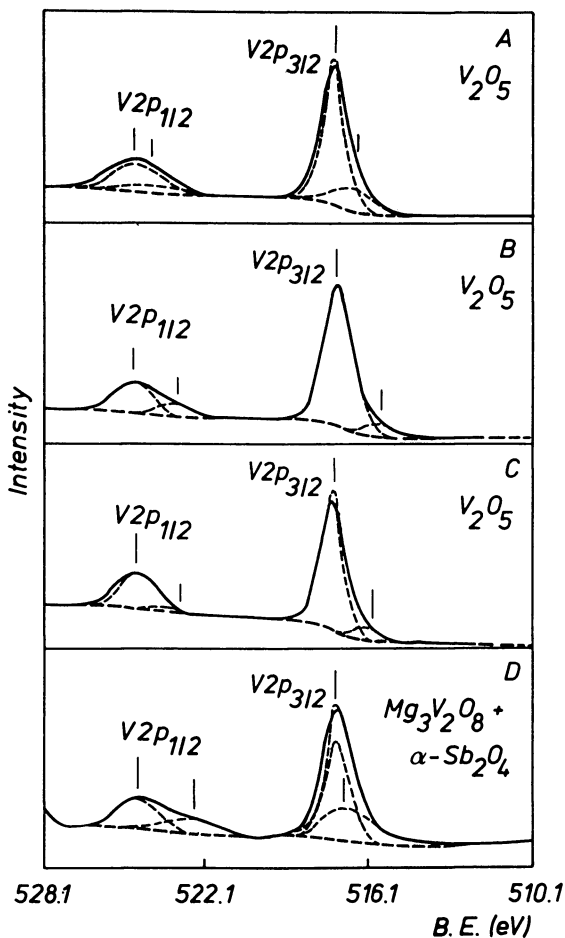 A
V2p3/2
V2O5
V2p1/2
B
V2p3/2
V2O5
V2p1/2
Intensity
C
V2p3/2
V2O5
V2p1/2
D
V2p3/2
Mg3V2O8 +
α-Sb2O4
V2p1/2
528.1 522.1 516.1 510.1
B.E. (eV)